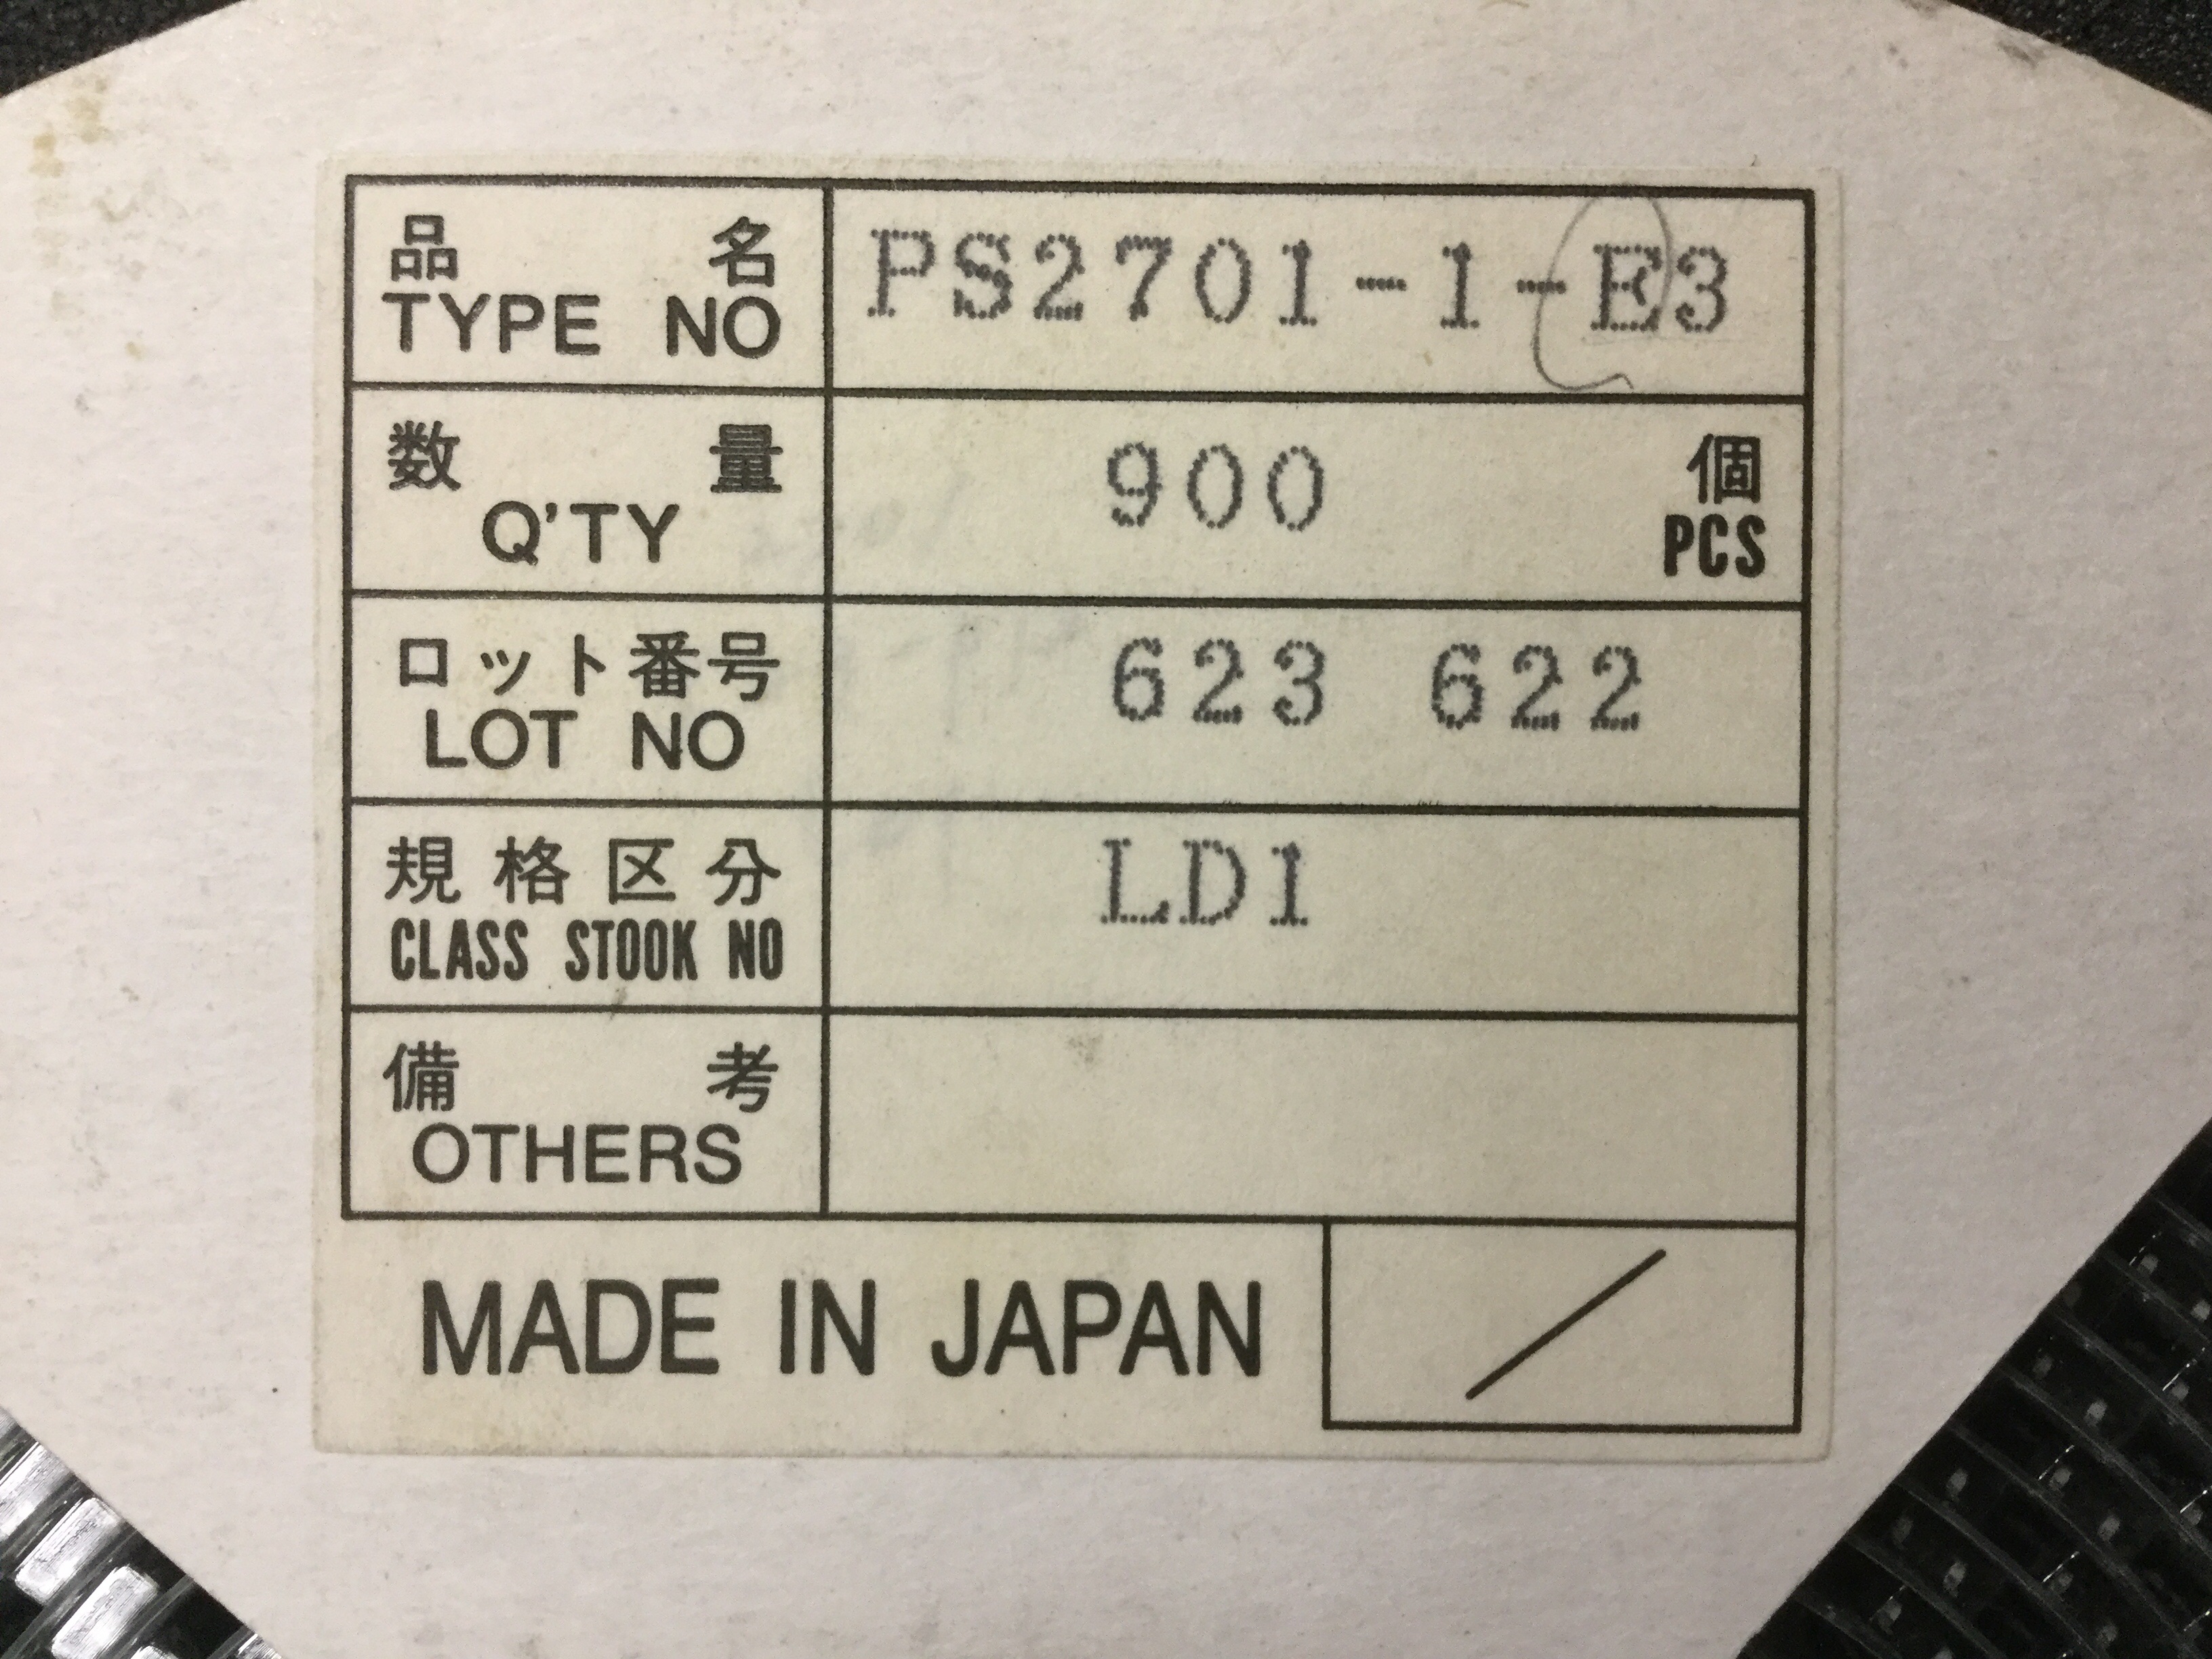 品名 PS2701-1-E3
TYPE NO
数量 900 個
Q'TY PCS
ロット番号 623 622
LOT NO
規格区分 LD1
CLASS STOOK NO
備考
OTHERS
MADE IN JAPAN /